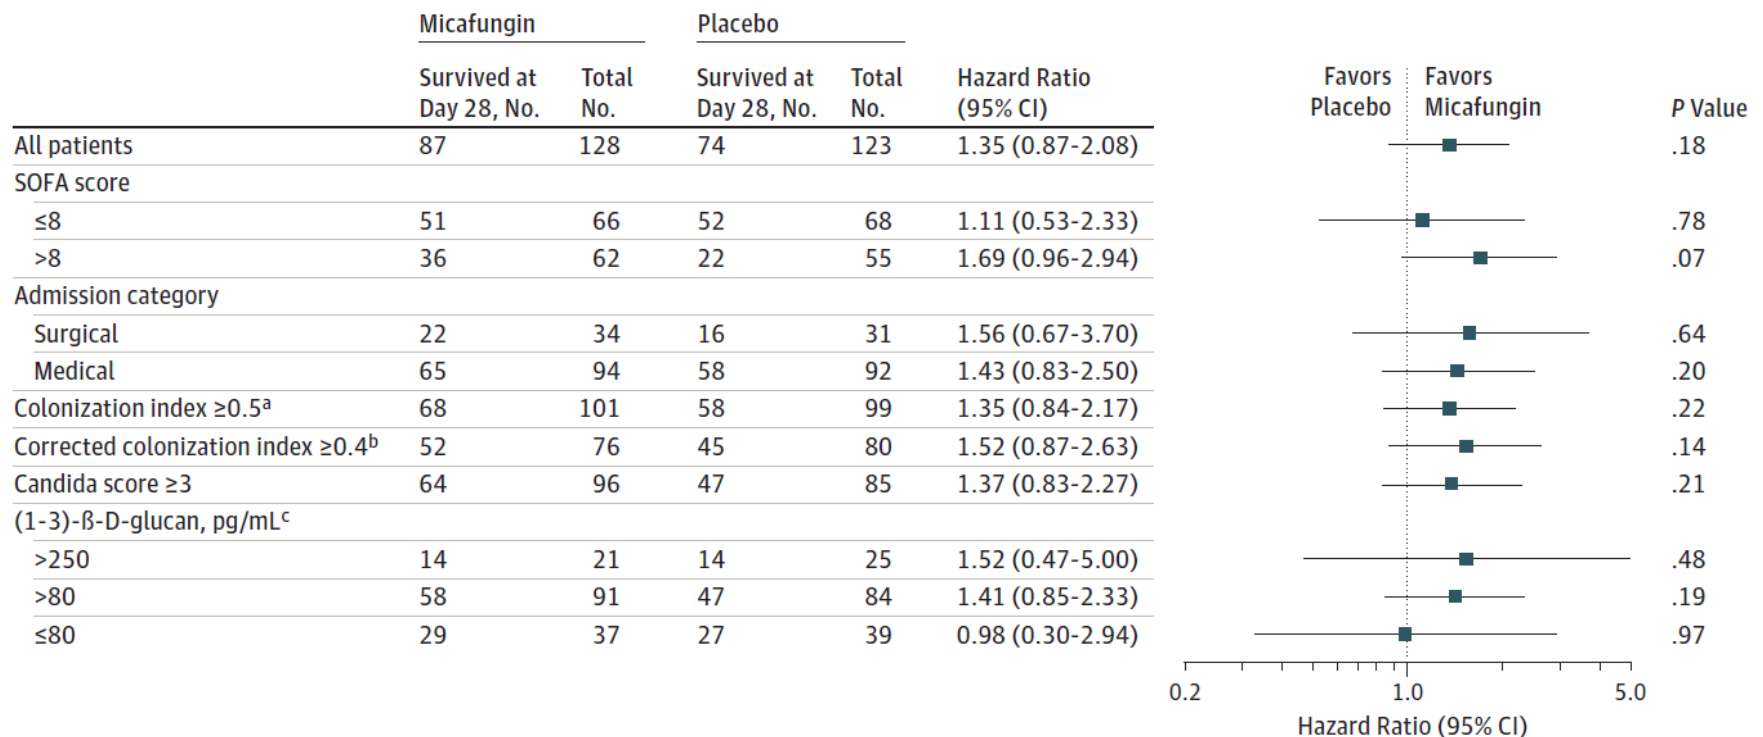 Micafungin Placebo
Survived at Total Survived at Total Hazard Ratio Favors Favors
Day 28, No. No. Day 28, No. No. (95% CI) Placebo Micafungin P Value
All patients 87 128 74 123 1.35 (0.87-2.08) .18
SOFA score
≤8 51 66 52 68 1.11 (0.53-2.33) .78
>8 36 62 22 55 1.69 (0.96-2.94) .07
Admission category
Surgical 22 34 16 31 1.56 (0.67-3.70) .64
Medical 65 94 58 92 1.43 (0.83-2.50) .20
Colonization index ≥0.5a 68 101 58 99 1.35 (0.84-2.17) .22
Corrected colonization index ≥0.4b 52 76 45 80 1.52 (0.87-2.63) .14
Candida score ≥3 64 96 47 85 1.37 (0.83-2.27) .21
(1-3)-ß-D-glucan, pg/mLc
>250 14 21 14 25 1.52 (0.47-5.00) .48
>80 58 91 47 84 1.41 (0.85-2.33) .19
≤80 29 37 27 39 0.98 (0.30-2.94) .97
0.2 1.0 5.0
Hazard Ratio (95% CI)